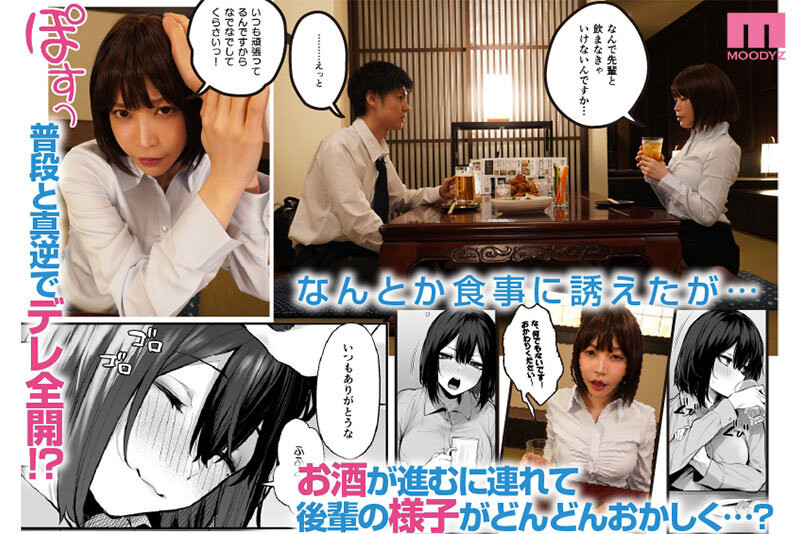 ぽすっ
いつも頑張って
るんですから
なでなでして
くらさいっ！
なんで先輩と
飲まなきゃ
いけないんですか…
………えっと
M
MOODYZ
なんとか食事に誘えたが…
普段と真逆で
デレ全開!?
ゴロ
ゴロ
いつもありがとうな
な、何でもないです！
おかわりください！
ぐび
ぐび
お酒が進むに連れて
後輩の様子がどんどんおかしく…？